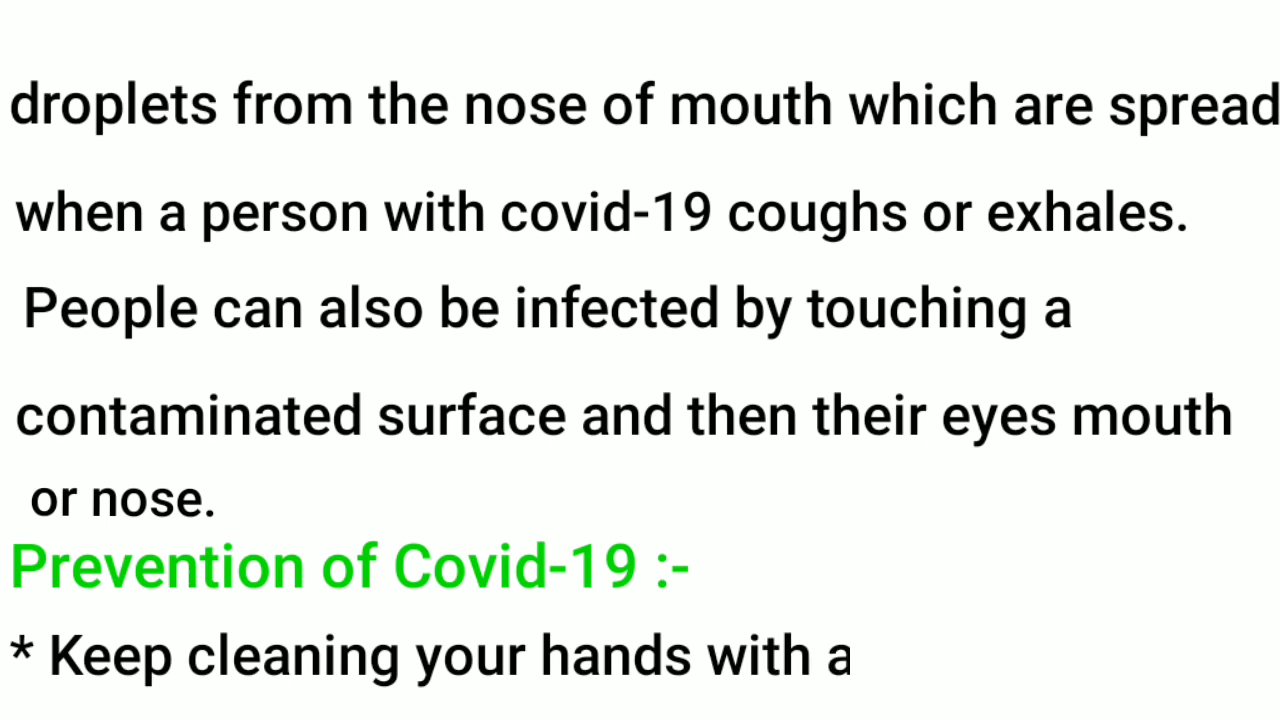 droplets from the nose of mouth which are spread
when a person with covid-19 coughs or exhales.
People can also be infected by touching a
contaminated surface and then their eyes mouth
or nose.
Prevention of Covid-19 :-
* Keep cleaning your hands with a